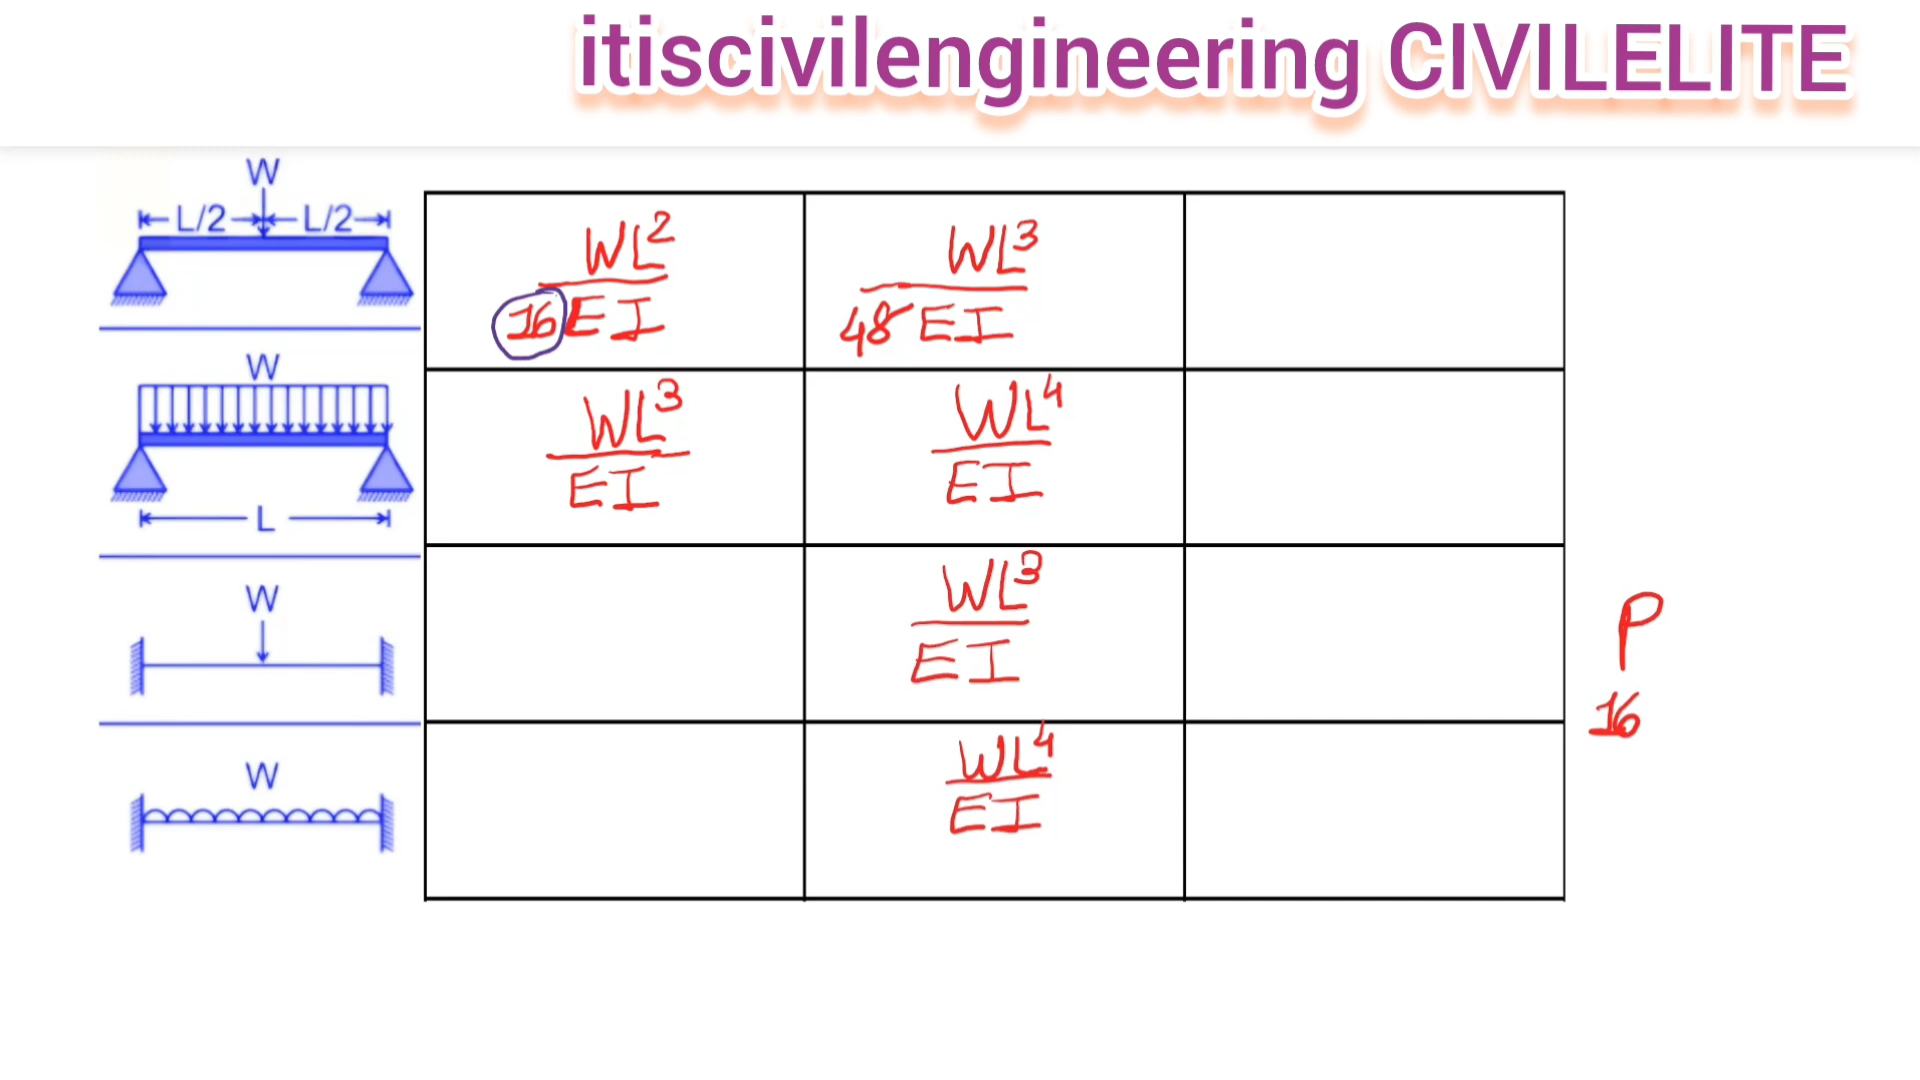 itiscivilengineering CIVILELITE
W
L/2 L/2
WL²
16EI
WL³
48EI
W
L
WL³
EI
WL⁴
EI
W
WL³
EI
P
16
W
WL⁴
EI